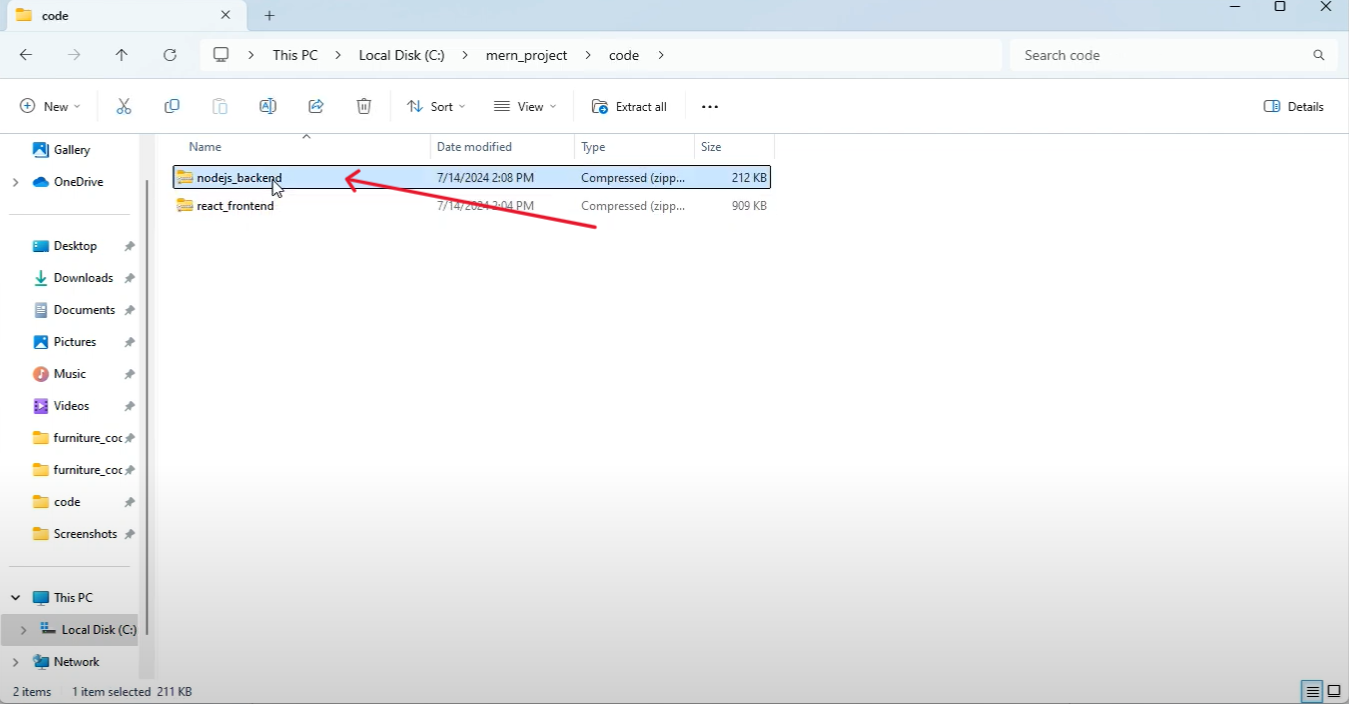 code
This PC > Local Disk (C:) > mern_project > code >
Search code
New
Sort
View
Extract all
Details
Name Date modified Type Size
nodejs_backend 7/14/2024 2:08 PM Compressed (zipp... 212 KB
react_frontend 7/14/2024 2:04 PM Compressed (zipp... 909 KB
Gallery
OneDrive
Desktop
Downloads
Documents
Pictures
Music
Videos
furniture_coc
furniture_coc
code
Screenshots
This PC
Local Disk (C:)
Network
2 items 1 item selected 211 KB